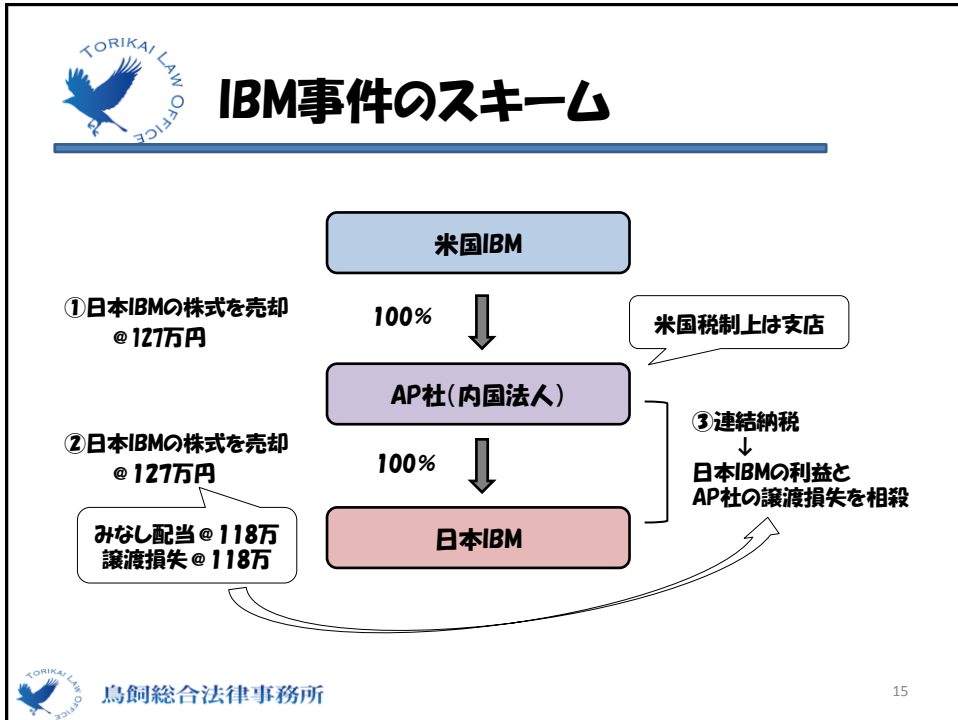 TORIKAI LAW OFFICE
IBM事件のスキーム
米国IBM
①日本IBMの株式を売却
@127万円
100%
米国税制上は支店
AP社(内国法人)
②日本IBMの株式を売却
@127万円
100%
③連結納税
↓
日本IBMの利益と
AP社の譲渡損失を相殺
みなし配当@118万
譲渡損失@118万
日本IBM
TORIKAI LAW OFFICE
鳥飼総合法律事務所
15